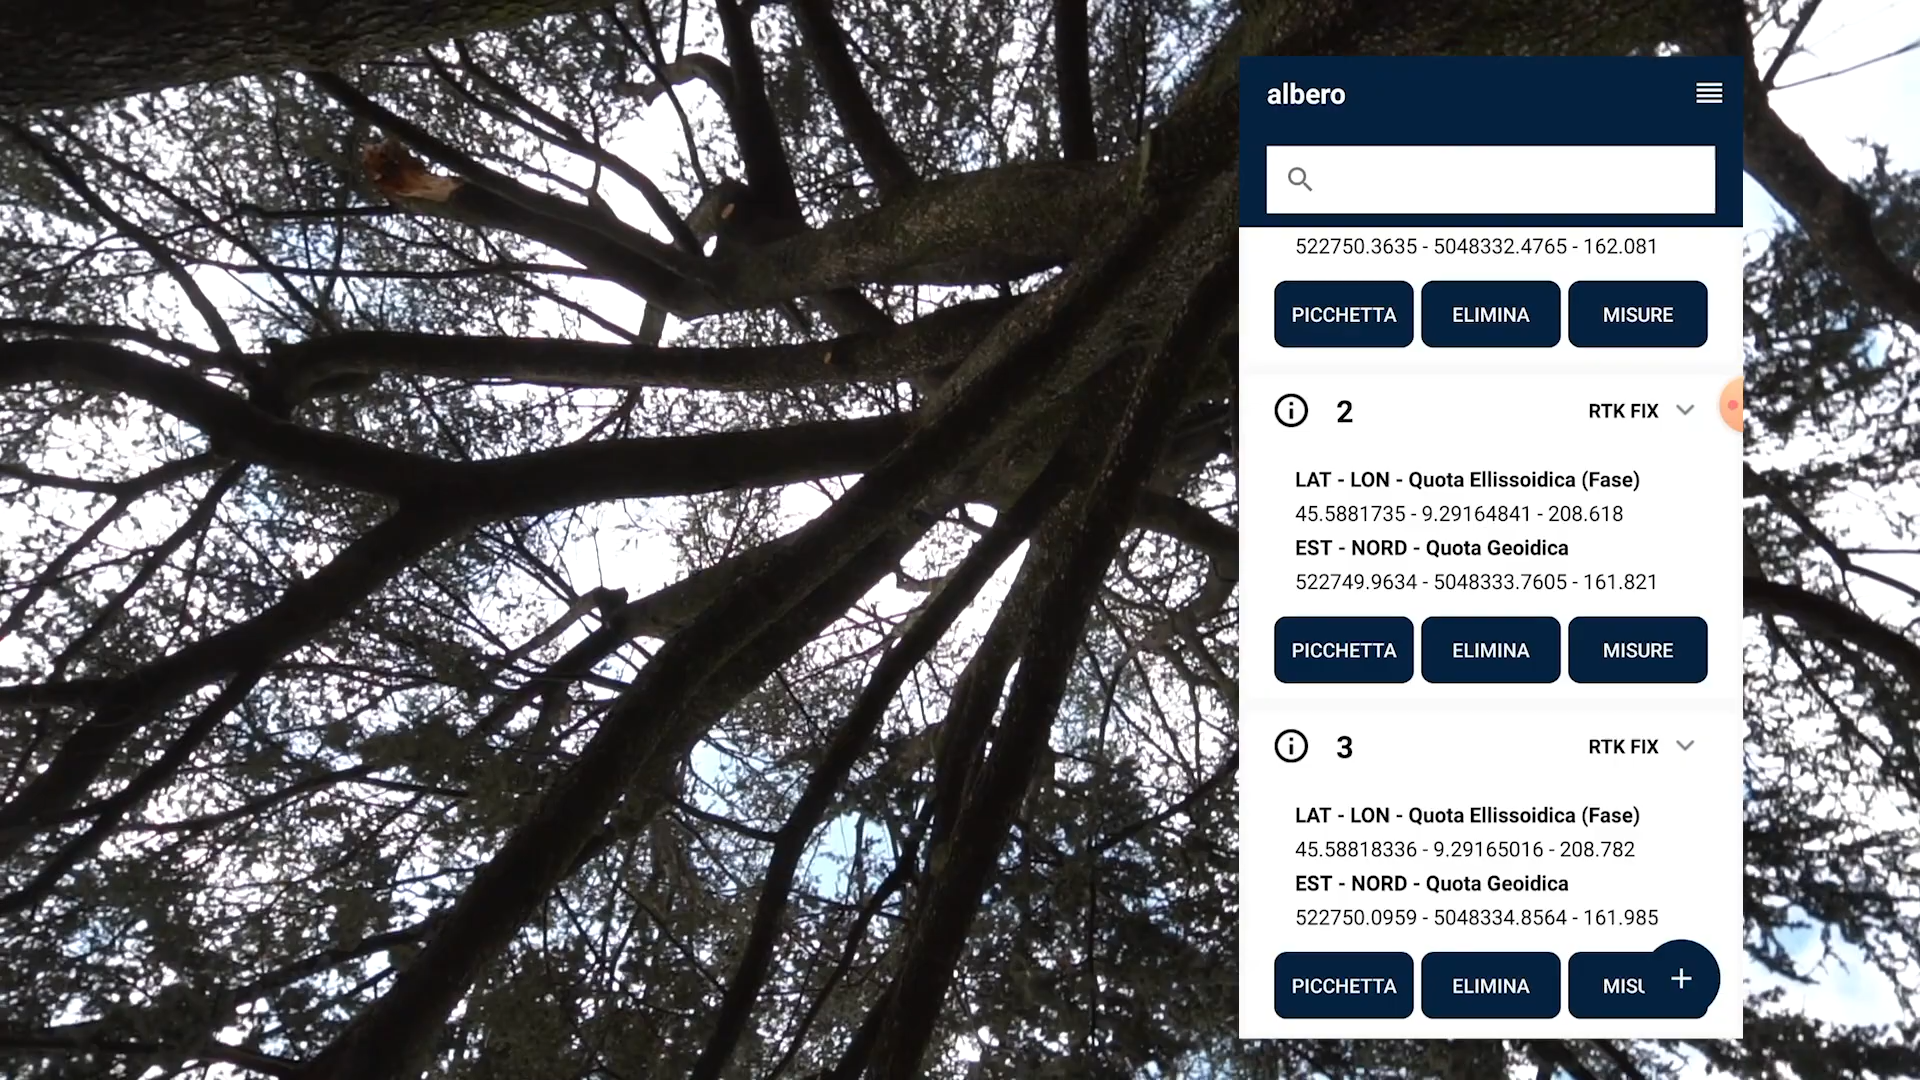 albero
522750.3635 - 5048332.4765 - 162.081
PICCHETTA ELIMINA MISURE
2 RTK FIX
LAT - LON - Quota Ellissoidica (Fase)
45.5881735 - 9.29164841 - 208.618
EST - NORD - Quota Geoidica
522749.9634 - 5048333.7605 - 161.821
PICCHETTA ELIMINA MISURE
3 RTK FIX
LAT - LON - Quota Ellissoidica (Fase)
45.58818336 - 9.29165016 - 208.782
EST - NORD - Quota Geoidica
522750.0959 - 5048334.8564 - 161.985
PICCHETTA ELIMINA